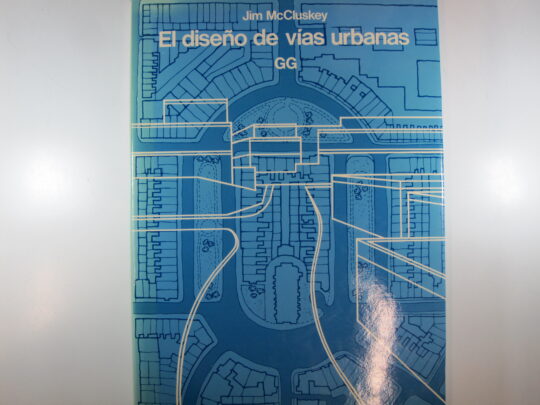 Jim McCluskey
El diseño de vías urbanas
GG